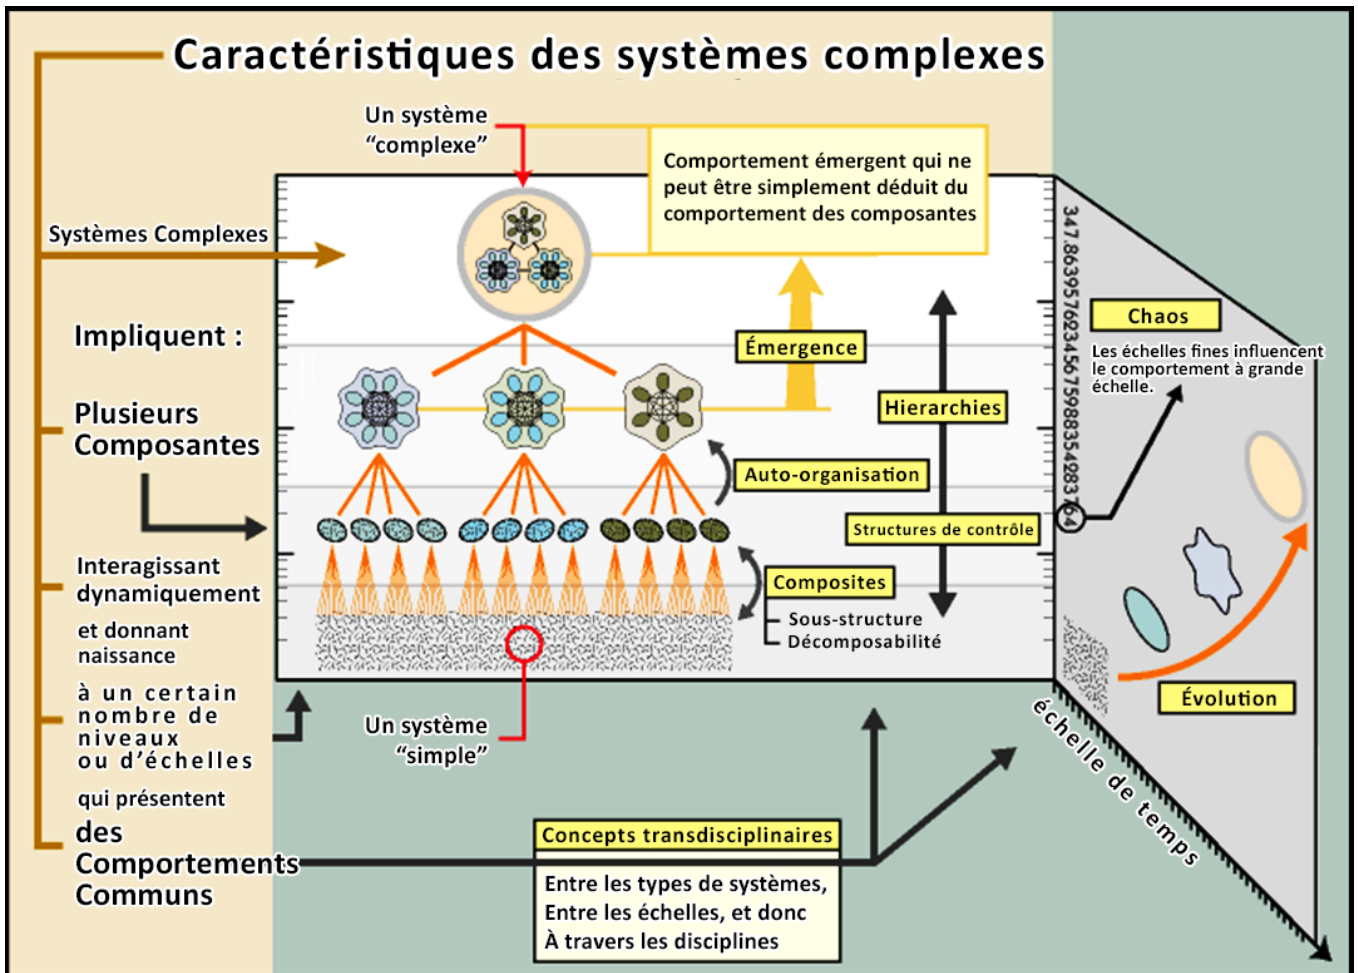 Caractéristiques des systèmes complexes
Un système
“complexe”
Comportement émergent qui ne
peut être simplement déduit du
comportement des composantes
Systèmes Complexes
Impliquent :
Plusieurs
Composantes
Interagissant
dynamiquement
et donnant
naissance
à un certain
nombre de
niveaux
ou d’échelles
qui présentent
des
Comportements
Communs
Émergence
Hierarchies
Auto-organisation
Structures de contrôle
Composites
Sous-structure
Décomposabilité
Un système
“simple”
Concepts transdisciplinaires
Entre les types de systèmes,
Entre les échelles, et donc
À travers les disciplines
347.86395762345675988354283764
Chaos
Les échelles fines influencent
le comportement à grande
échelle.
Évolution
échelle de temps